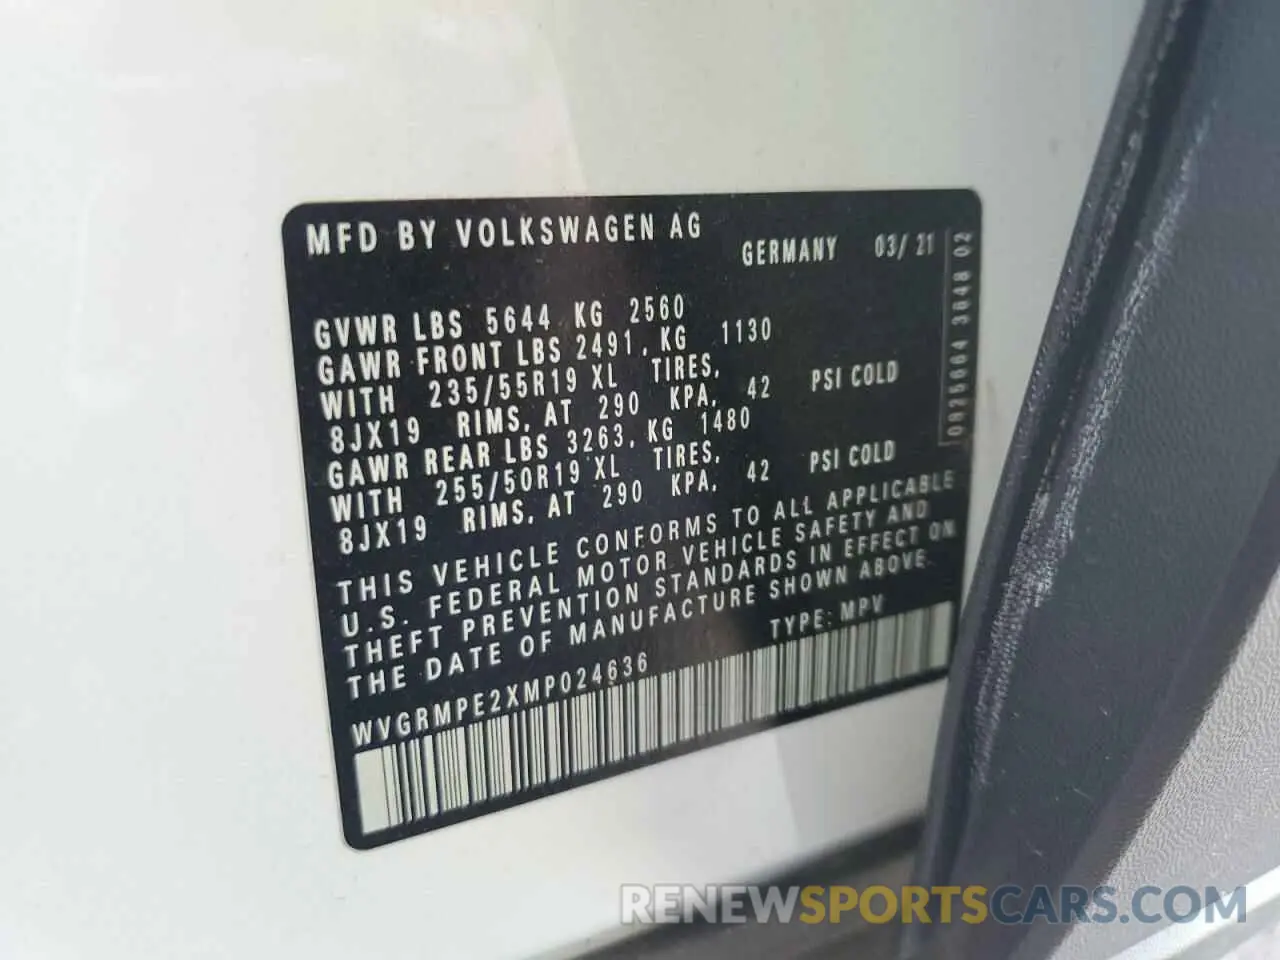 MFD BY VOLKSWAGEN AG
GERMANY 03/ 21
GVWR LBS 5644 KG 2560
GAWR FRONT LBS 2491, KG 1130
WITH 235/55R19 XL TIRES,
8JX19 RIMS, AT 290 KPA, 42 PSI COLD
GAWR REAR LBS 3263, KG 1480
WITH 255/50R19 XL TIRES,
8JX19 RIMS, AT 290 KPA, 42 PSI COLD
THIS VEHICLE CONFORMS TO ALL APPLICABLE
U.S. FEDERAL MOTOR VEHICLE SAFETY AND
THEFT PREVENTION STANDARDS IN EFFECT ON
THE DATE OF MANUFACTURE SHOWN ABOVE.
TYPE: MPV
WVGRMPE2XMP024636
RENEWSPORTSCARS.COM